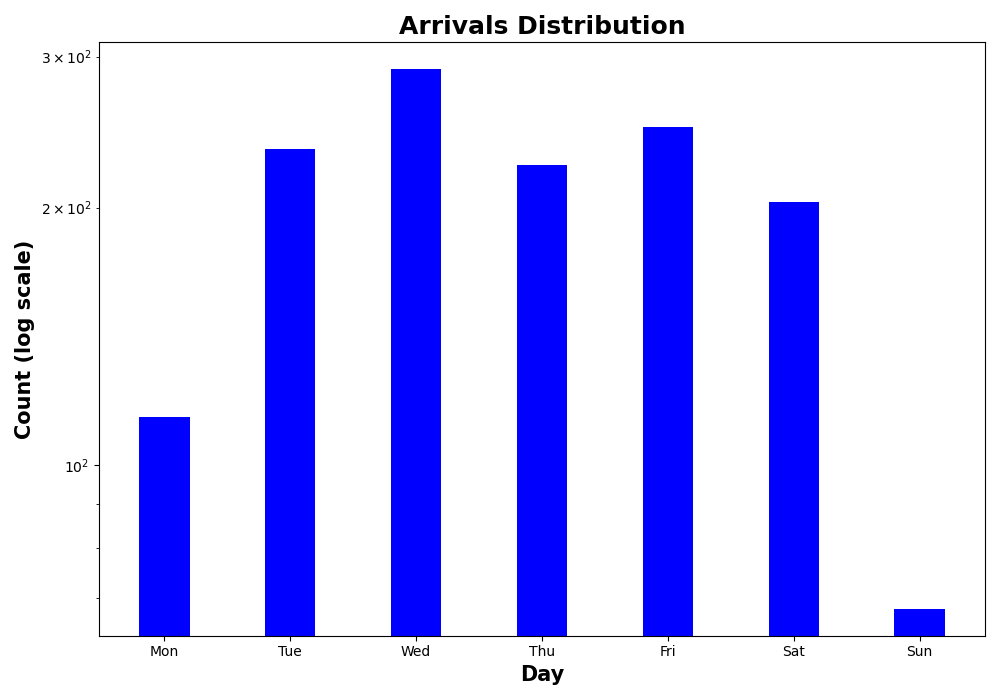 Arrivals Distribution
3 × 10²
2 × 10²
10²
Count (log scale)
Mon Tue Wed Thu Fri Sat Sun
Day